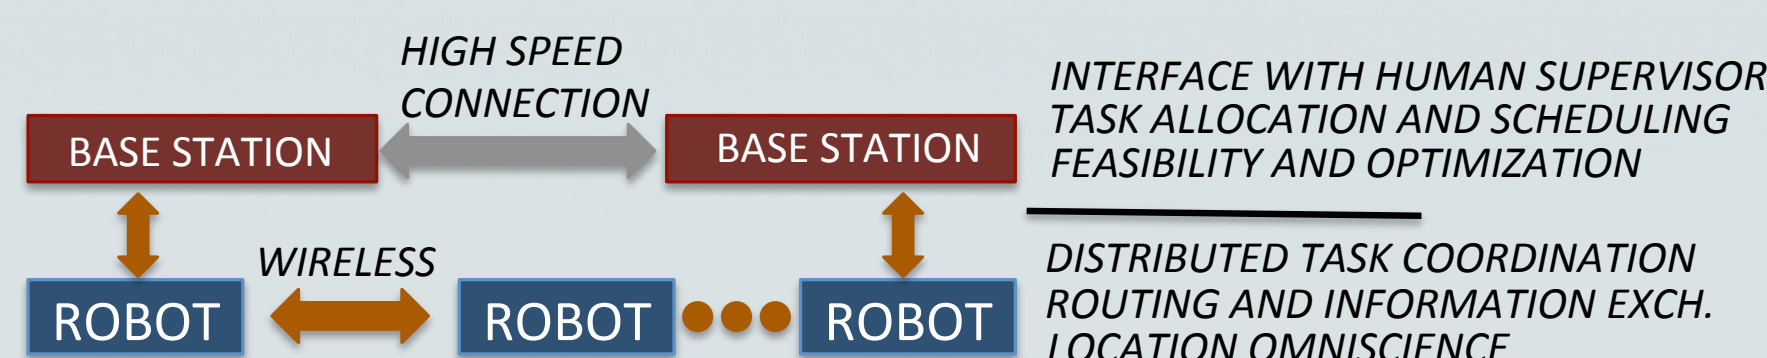 HIGH SPEED
CONNECTION
BASE STATION
BASE STATION
INTERFACE WITH HUMAN SUPERVISOR
TASK ALLOCATION AND SCHEDULING
FEASIBILITY AND OPTIMIZATION
WIRELESS
ROBOT
ROBOT
ROBOT
DISTRIBUTED TASK COORDINATION
ROUTING AND INFORMATION EXCH.
LOCATION OMNISCIENCE